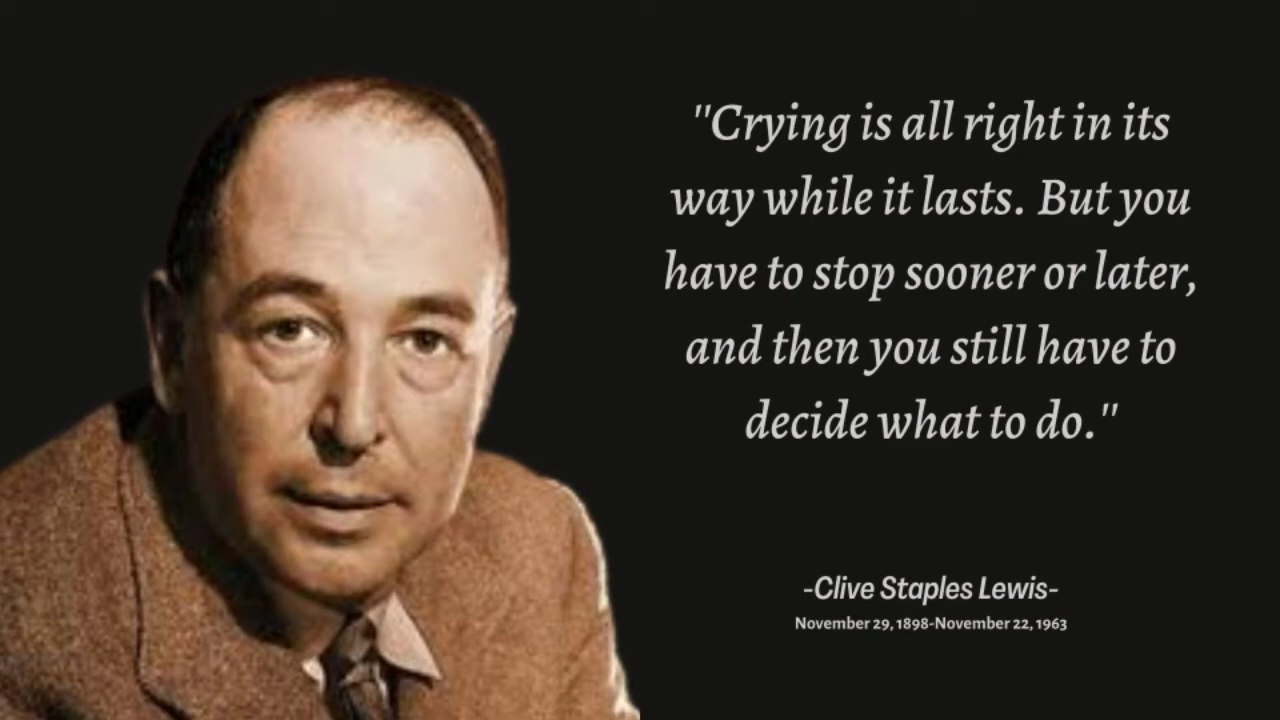 "Crying is all right in its
way while it lasts. But you
have to stop sooner or later,
and then you still have to
decide what to do."
-Clive Staples Lewis-
November 29, 1898-November 22, 1963